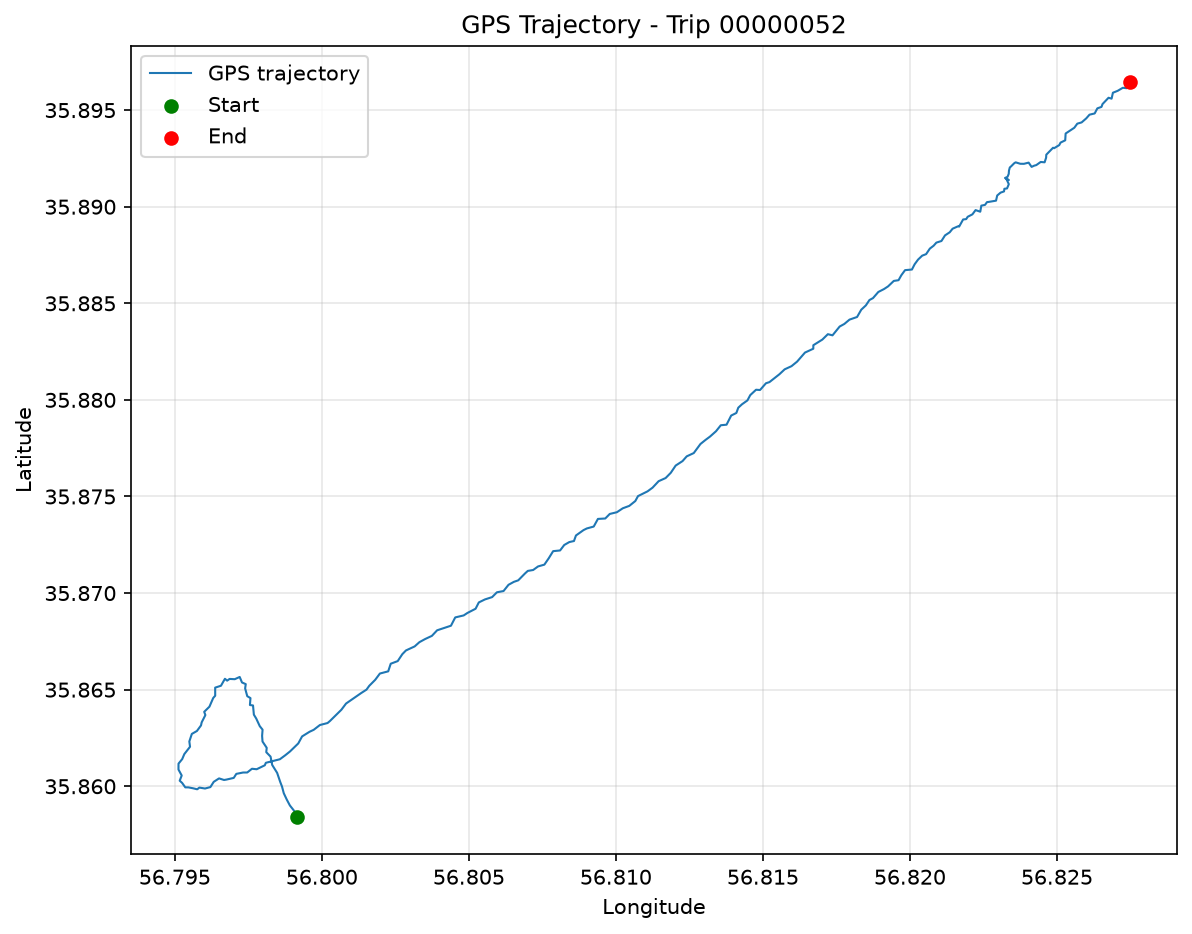 GPS Trajectory - Trip 00000052
GPS trajectory
Start
End
35.895
35.890
35.885
35.880
35.875
35.870
35.865
35.860
Latitude
56.795 56.800 56.805 56.810 56.815 56.820 56.825
Longitude